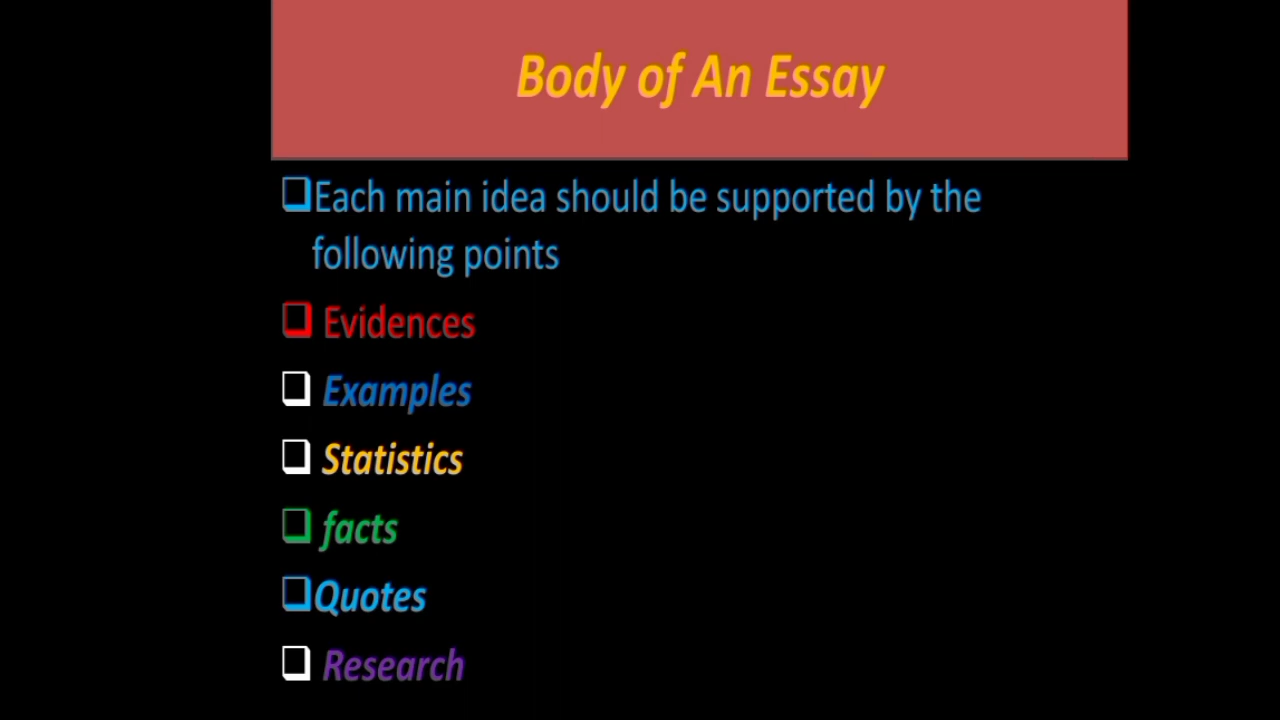 Body of An Essay
Each main idea should be supported by the
following points
Evidences
Examples
Statistics
facts
Quotes
Research